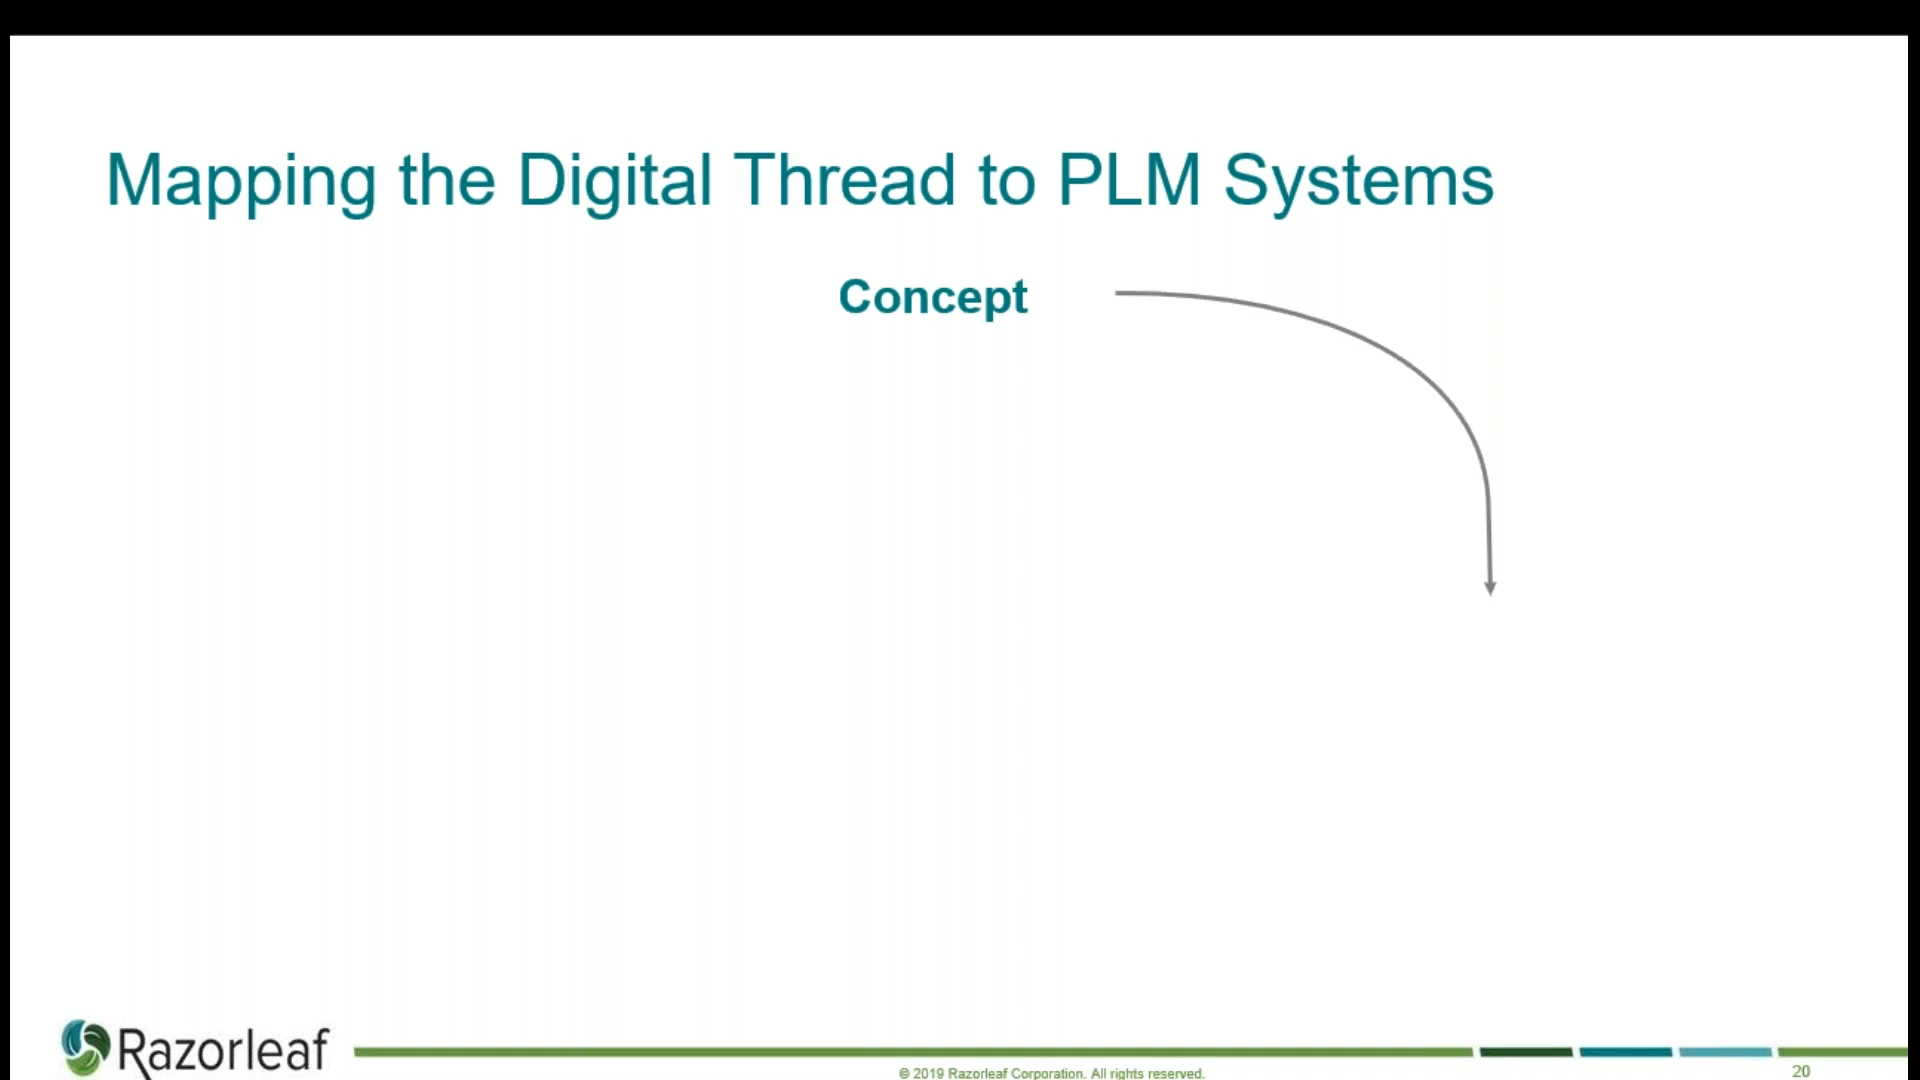 Mapping the Digital Thread to PLM Systems
Concept
Razorleaf
© 2019 Razorleaf Corporation. All rights reserved.
20